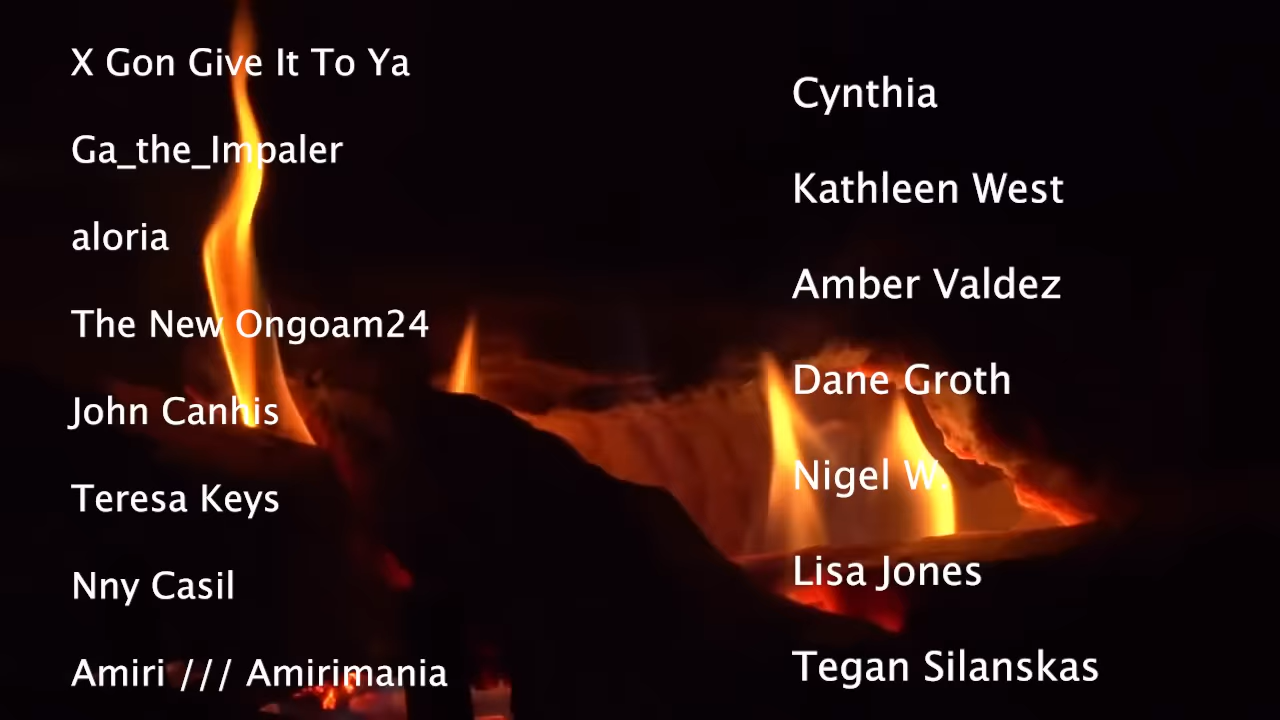 X Gon Give It To Ya
Ga_the_Impaler
aloria
The New Ongoam24
John Canhis
Teresa Keys
Nny Casil
Amiri /// Amirimania
Cynthia
Kathleen West
Amber Valdez
Dane Groth
Nigel W.
Lisa Jones
Tegan Silanskas